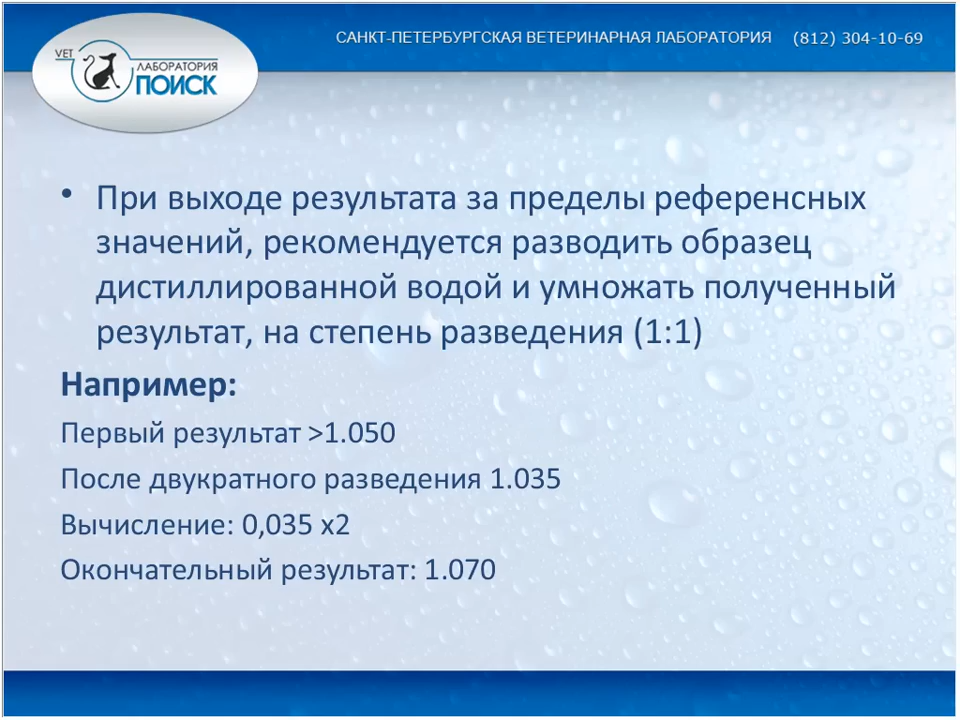 САНКТ-ПЕТЕРБУРГСКАЯ ВЕТЕРИНАРНАЯ ЛАБОРАТОРИЯ (812) 304-10-69
VET
ЛАБОРАТОРИЯ
ПОИСК
• При выходе результата за пределы референсных
значений, рекомендуется разводить образец
дистиллированной водой и умножать полученный
результат, на степень разведения (1:1)
Например:
Первый результат >1.050
После двукратного разведения 1.035
Вычисление: 0,035 х2
Окончательный результат: 1.070